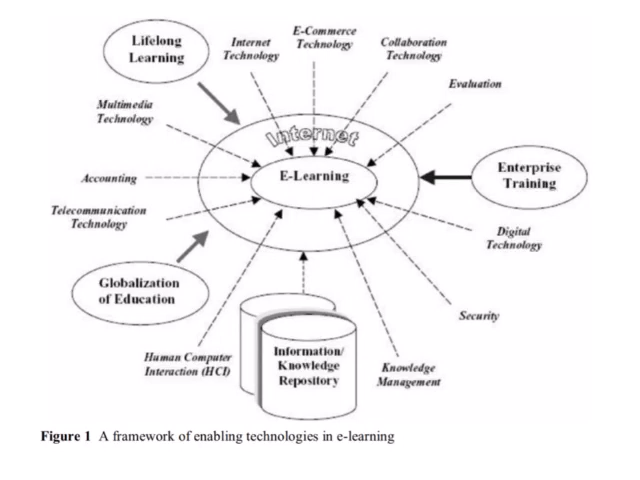 Lifelong
Learning
Internet
Technology
E-Commerce
Technology
Collaboration
Technology
Evaluation
Multimedia
Technology
Internet
E-Learning
Enterprise
Training
Accounting
Telecommunication
Technology
Digital
Technology
Globalization
of Education
Security
Human Computer
Interaction (HCI)
Information/
Knowledge
Repository
Knowledge
Management
Figure 1 A framework of enabling technologies in e-learning